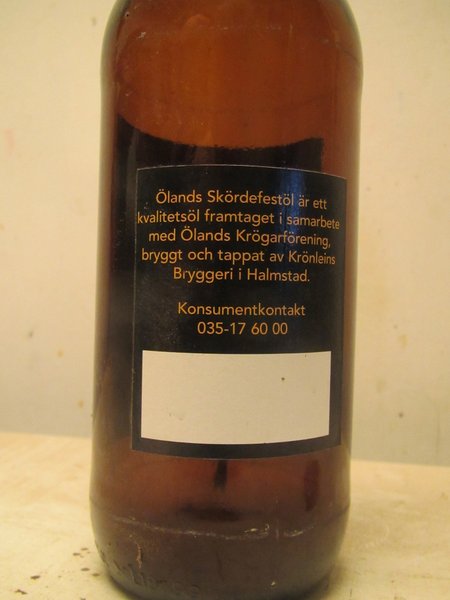 Ölands Skördefestöl är ett
kvalitetsöl framtaget i samarbete
med Ölands Krögarförening,
bryggt och tappat av Krönleins
Bryggeri i Halmstad.
Konsumentkontakt
035-17 60 00